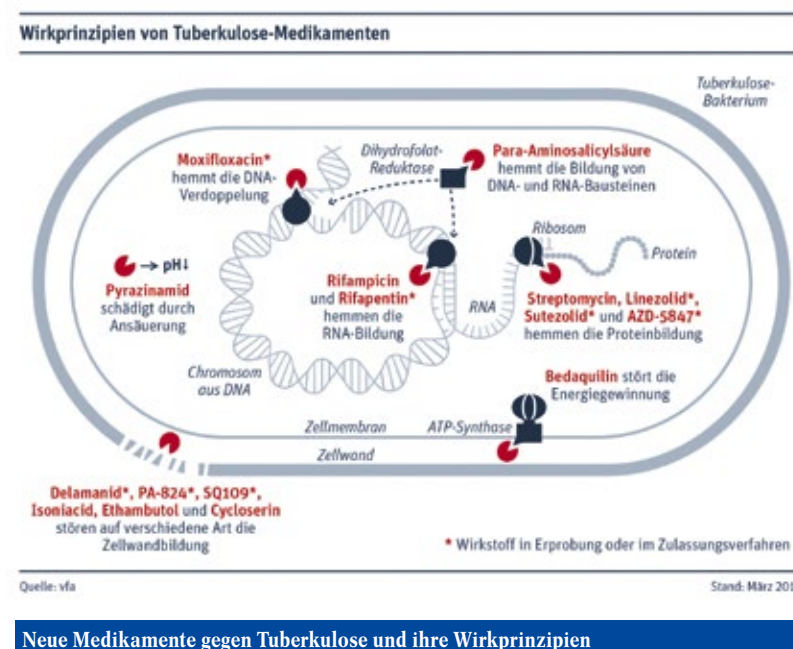 Wirkprinzipien von Tuberkulose-Medikamenten
Tuberkulose-
Bakterium
Moxifloxacin*
hemmt die DNA-
Verdoppelung
Dihydrofolat-
Reduktase
Para-Aminosalicylsäure
hemmt die Bildung von
DNA- und RNA-Bausteinen
Ribosom
Protein
→ pH↓
Pyrazinamid
schädigt durch
Ansäuerung
Rifampicin
und Rifapentin*
hemmen die
RNA-Bildung
RNA
Streptomycin, Linezolid*,
Sutezolid* und AZD-5847*
hemmen die Proteinbildung
Chromosom
aus DNA
Bedaquilin stört die
Energiegewinnung
Zellmembran
ATP-Synthase
Zellwand
Delamanid*, PA-824*, SQ109*,
Isoniacid, Ethambutol und Cycloserin
stören auf verschiedene Art die
Zellwandbildung
* Wirkstoff in Erprobung oder im Zulassungsverfahren
Quelle: vfa
Stand: März 201
Neue Medikamente gegen Tuberkulose und ihre Wirkprinzipien